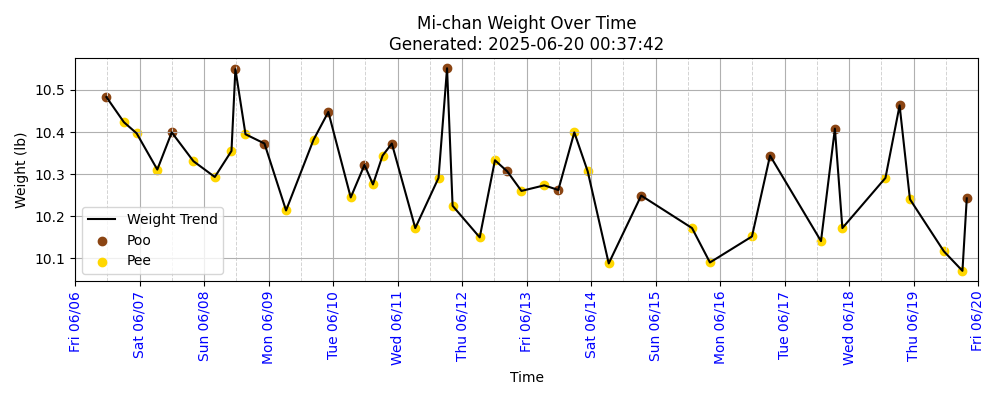 Mi-chan Weight Over Time
Generated: 2025-06-20 00:37:42
Weight (lb)
10.5
10.4
10.3
10.2
10.1
Weight Trend
Poo
Pee
Fri 06/06
Sat 06/07
Sun 06/08
Mon 06/09
Tue 06/10
Wed 06/11
Thu 06/12
Fri 06/13
Sat 06/14
Sun 06/15
Mon 06/16
Tue 06/17
Wed 06/18
Thu 06/19
Fri 06/20
Time